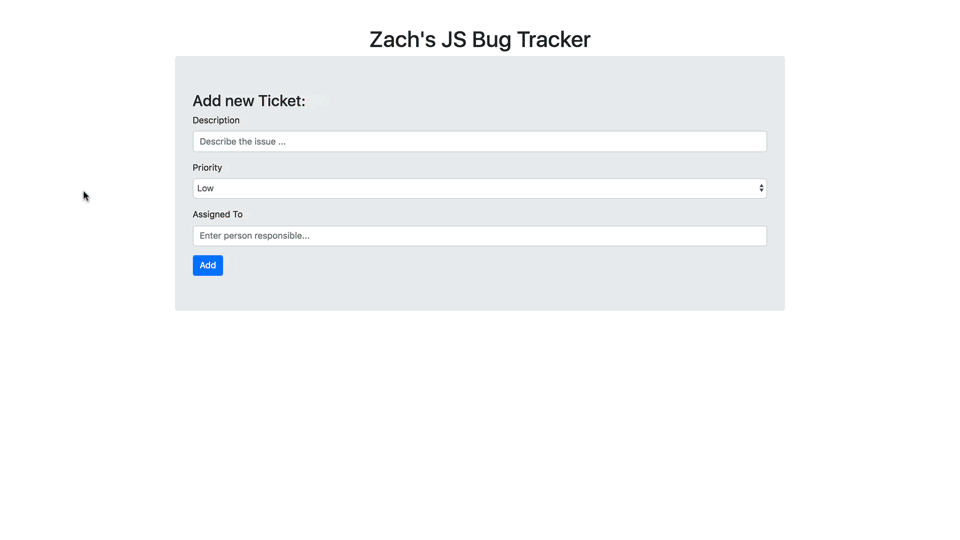 Zach's JS Bug Tracker
Add new Ticket:
Description
Describe the issue ...
Priority
Low
Assigned To
Enter person responsible...
Add